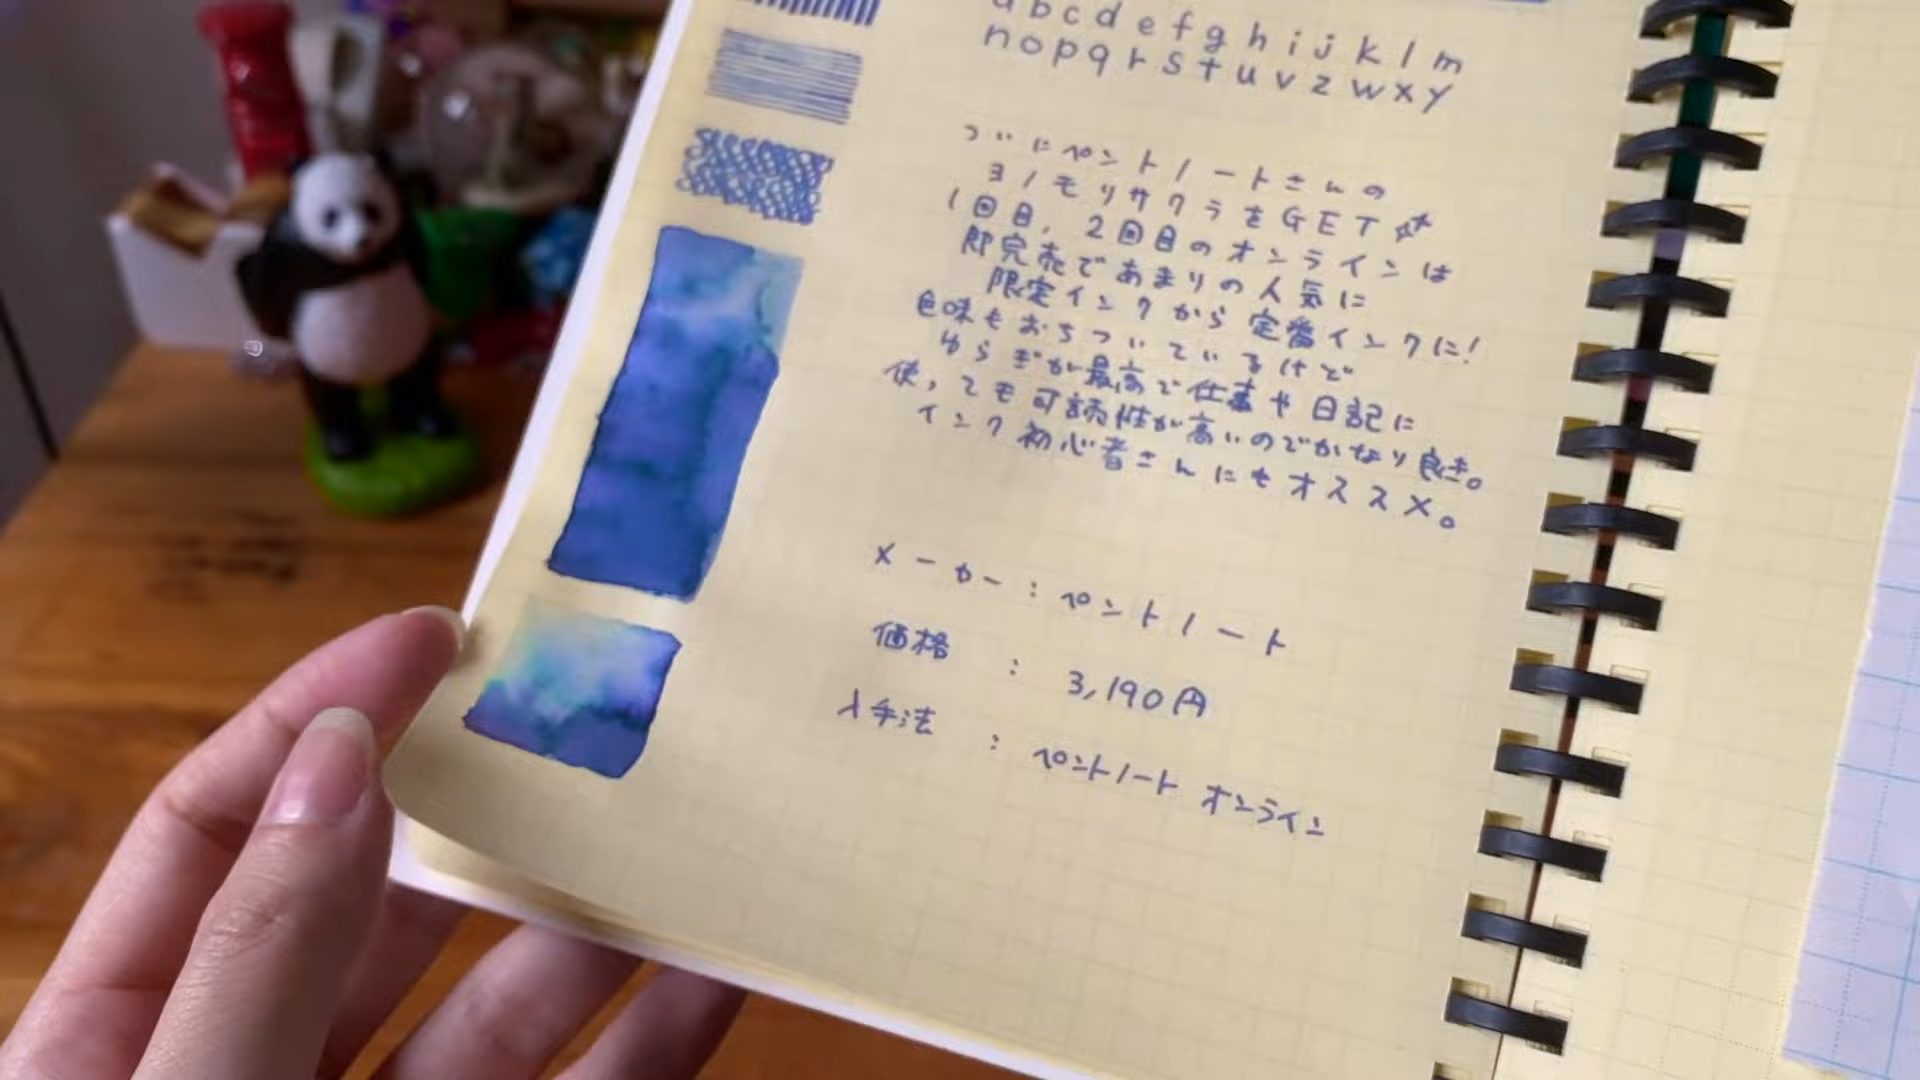 a b c d e f g h i j k l m
n o p q r s t u v z w x y
ついにペントノートさんの
ヨノモリサクラをGET☆
1回目、2回目のオンラインは
即完売であまりの人気に
限定インクから定番インクに!
色味もおちついているけど
ゆらぎが最高で仕事や日記に
使っても可読性が高いのでかなり良き。
インク初心者さんにもオススメ。
メーカー:ペントノート
価格 : 3,190円
入手法 : ペントノート オンライン